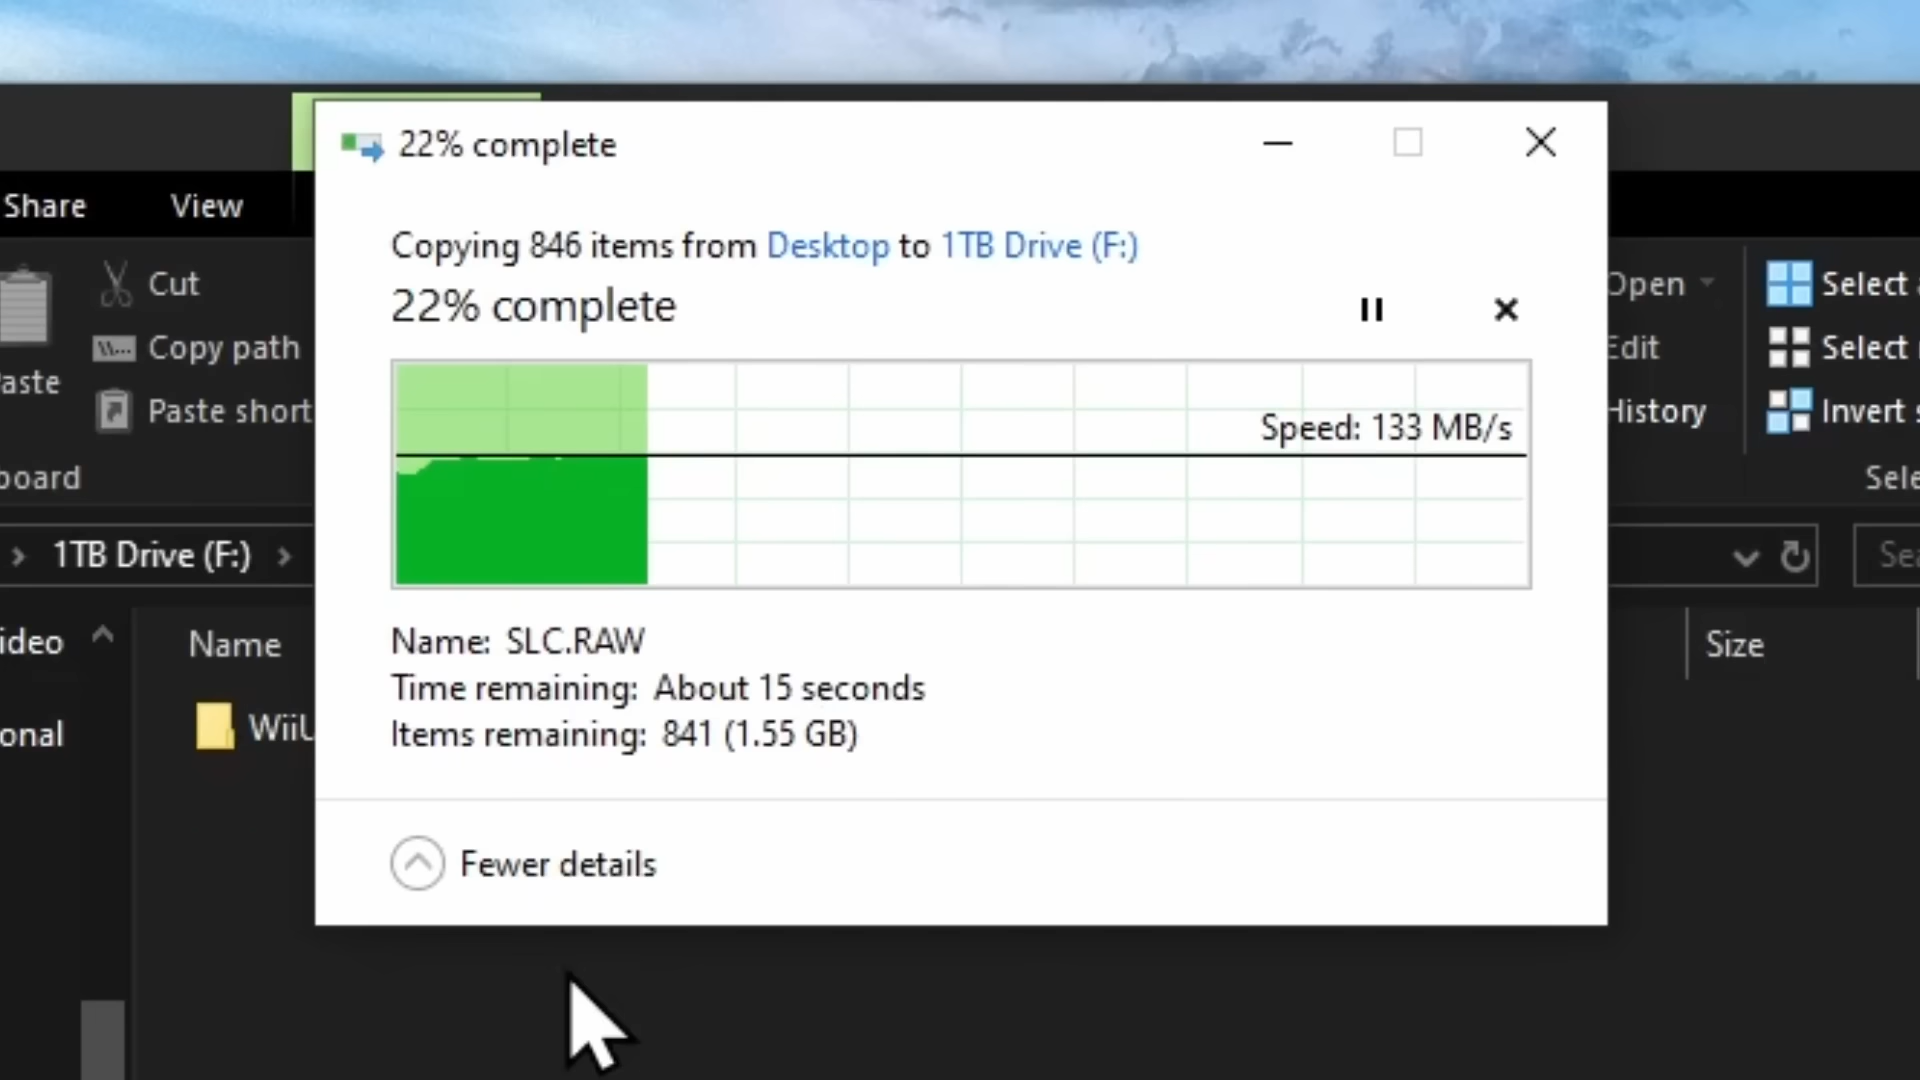 22% complete
Share View
Copying 846 items from Desktop to 1TB Drive (F:)
22% complete
Cut
Copy path
Paste short
aste
board
Open
Edit
History
Select
Select
Invert
Sele
Speed: 133 MB/s
1TB Drive (F:)
Sea
ideo
onal
Name
Size
WiiU
Name: SLC.RAW
Time remaining: About 15 seconds
Items remaining: 841 (1.55 GB)
Fewer details